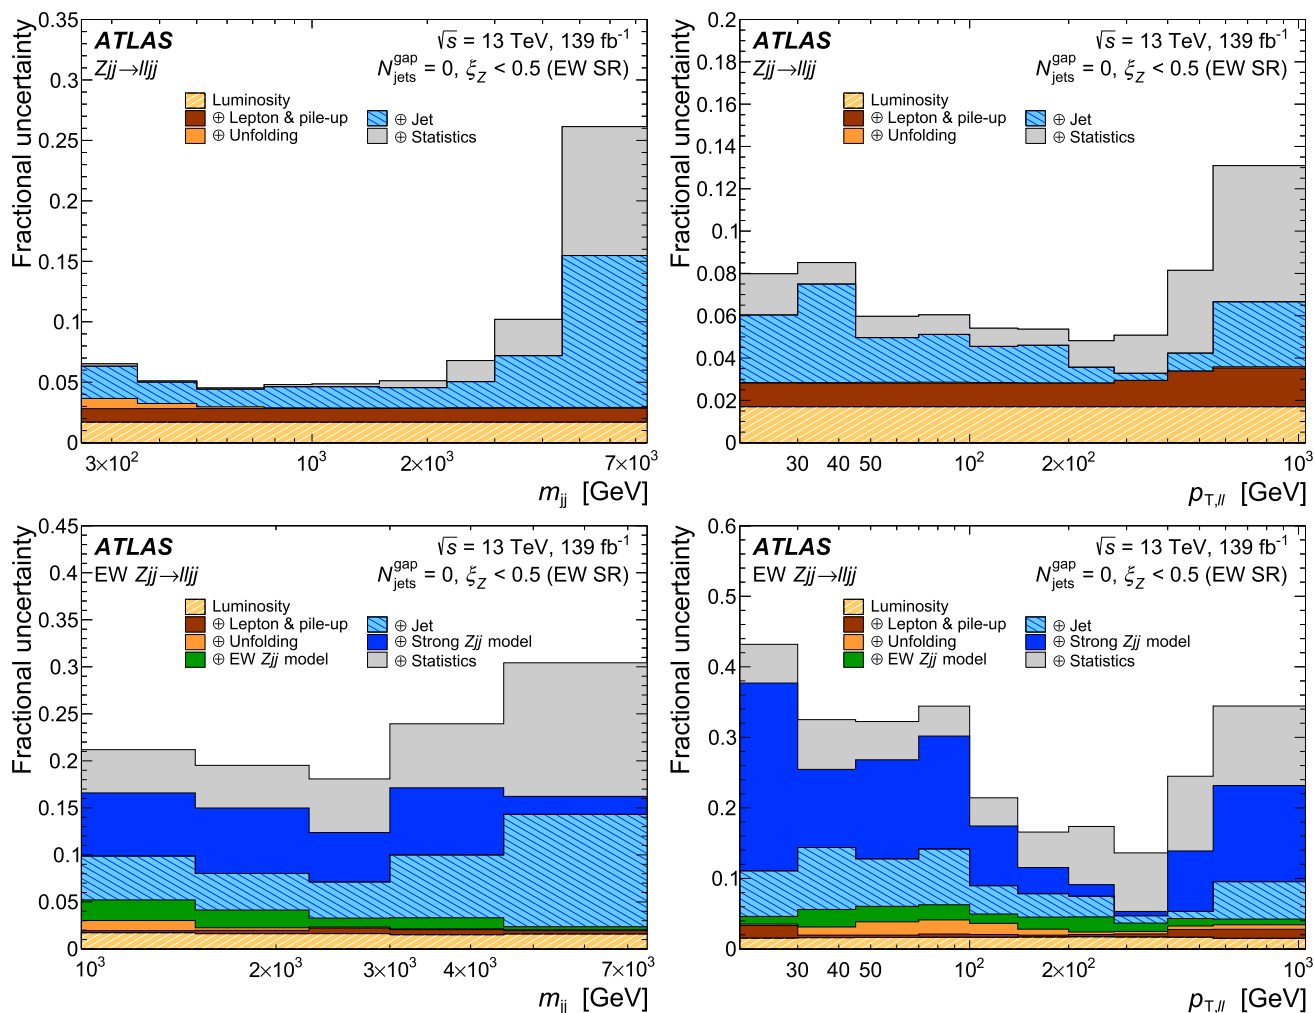 Fractional uncertainty
0.35
0.3
0.25
0.2
0.15
0.1
0.05
0
ATLAS
Zjj→lljj
√s = 13 TeV, 139 fb⁻¹
N^gap_jets = 0, ξ_Z < 0.5 (EW SR)
Luminosity
⊕ Lepton & pile-up
⊕ Unfolding
⊕ Jet
⊕ Statistics
3×10² 10³ 2×10³ 7×10³
m_jj [GeV]
Fractional uncertainty
0.2
0.18
0.16
0.14
0.12
0.1
0.08
0.06
0.04
0.02
0
ATLAS
Zjj→lljj
√s = 13 TeV, 139 fb⁻¹
N^gap_jets = 0, ξ_Z < 0.5 (EW SR)
Luminosity
⊕ Lepton & pile-up
⊕ Unfolding
⊕ Jet
⊕ Statistics
30 40 50 10² 2×10² 10³
p_T,ll [GeV]
Fractional uncertainty
0.45
0.4
0.35
0.3
0.25
0.2
0.15
0.1
0.05
0
ATLAS
EW Zjj→lljj
√s = 13 TeV, 139 fb⁻¹
N^gap_jets = 0, ξ_Z < 0.5 (EW SR)
Luminosity
⊕ Lepton & pile-up
⊕ Unfolding
⊕ EW Zjj model
⊕ Jet
⊕ Strong Zjj model
⊕ Statistics
10³ 2×10³ 3×10³ 4×10³ 7×10³
m_jj [GeV]
Fractional uncertainty
0.6
0.5
0.4
0.3
0.2
0.1
0
ATLAS
EW Zjj→lljj
√s = 13 TeV, 139 fb⁻¹
N^gap_jets = 0, ξ_Z < 0.5 (EW SR)
Luminosity
⊕ Lepton & pile-up
⊕ Unfolding
⊕ EW Zjj model
⊕ Jet
⊕ Strong Zjj model
⊕ Statistics
30 40 50 10² 2×10² 10³
p_T,ll [GeV]